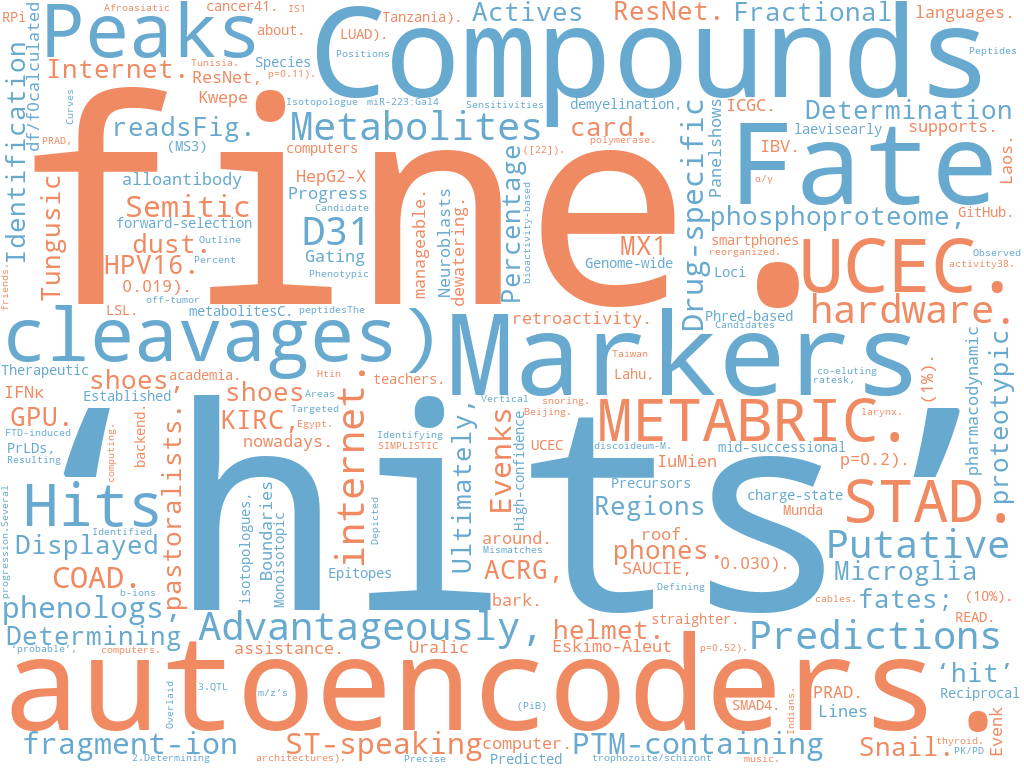 RPi
Afroasiatic
cancer41.
IS1
Tanzania).
Actives
ResNet.
Fractional
languages.
Peaks
about.
LUAD).
Compounds
df/f0Calculated
Positions
Internet.
Tunisia.
Species
Peptides
ResNet,
p=0.11).
Identification
Curves
Kwepe
Isotopologue
miR-223:Gal4
Sensitivities
demyelination,
ICGC.
Determination
readsFig.
Metabolites
card.
laevisearly
supports.
PRAD,
(MS3)
computers
polymerase.
([22]).
IBV.
Panelshows
Laos.
fine.
Fate
alloantibody
HepG2-X
Progress
Candidate
Percentage
bioactivity-based
Drug-specific
α/γ
Tungusic
Semitic
forward-selection
D31
manageable.
Neuroblasts
dewatering.
phosphoproteome,
GitHub.
dust.
Outline
Gating
MX1
smartphones
reorganized.
Observed
HPV16.
Percent
Phenotypic
Genome-wide
Loci
UCEC.
activity38.
0.019).
off-tumor
friends.
LSL.
metabolitesC.
peptidesThe
retroactivity.
Phred-based
Candidates
hardware.
cleavages)
Markers
Taiwan
Therapeutic
shoes,
academia.
Htin
teachers.
Lahu,
co-eluting
ratesk,
(1%).
pharmacodynamic
proteotypic
IFNκ
Established
shoes
Areas
internet.
Vertical
snoring.
Beijing.
larynx.
GPU.
KIRC,
Targeted
Egypt.
METABRIC.
FTD-induced
backend.
pastoralists.
nowadays.
Identifying
SIMPLISTIC
Ultimately,
Evenks
High-confidence
UCEC
discoideum-M.
mid-successional
PrLDs,
Resulting
computing.
IuMien
p=0.2).
‘hits’
Hits
isotopologues,
Boundaries
Monoisotopic
Precursors
charge-state
Munda
STAD.
Regions
progression.Several
Identified
Depicted
Displayed
around.
Mismatches
roof.
phones.
Putative
COAD.
b-ions
Epitopes
ACRG,
SAUCIE,
0.030).
Microglia
Defining
phenologs,
bark.
cables.
fates;
(10%).
READ.
Determining
Advantageously,
helmet.
straighter.
Predictions
‘probable’,
computers.
assistance.
Uralic
Eskimo-Aleut
p=0.52).
autoencoders.
‘hit’
Overlaid
3.QTL
m/z’s
(PiB)
SMAD4.
Indians.
PRAD.
Reciprocal
Lines
Evenk
fragment-ion
ST-speaking
computer.
PTM-containing
Snail.
thyroid.
PK/PD
2.Determining
architectures).
Precise
Predicted
trophozoite/schizont
music.